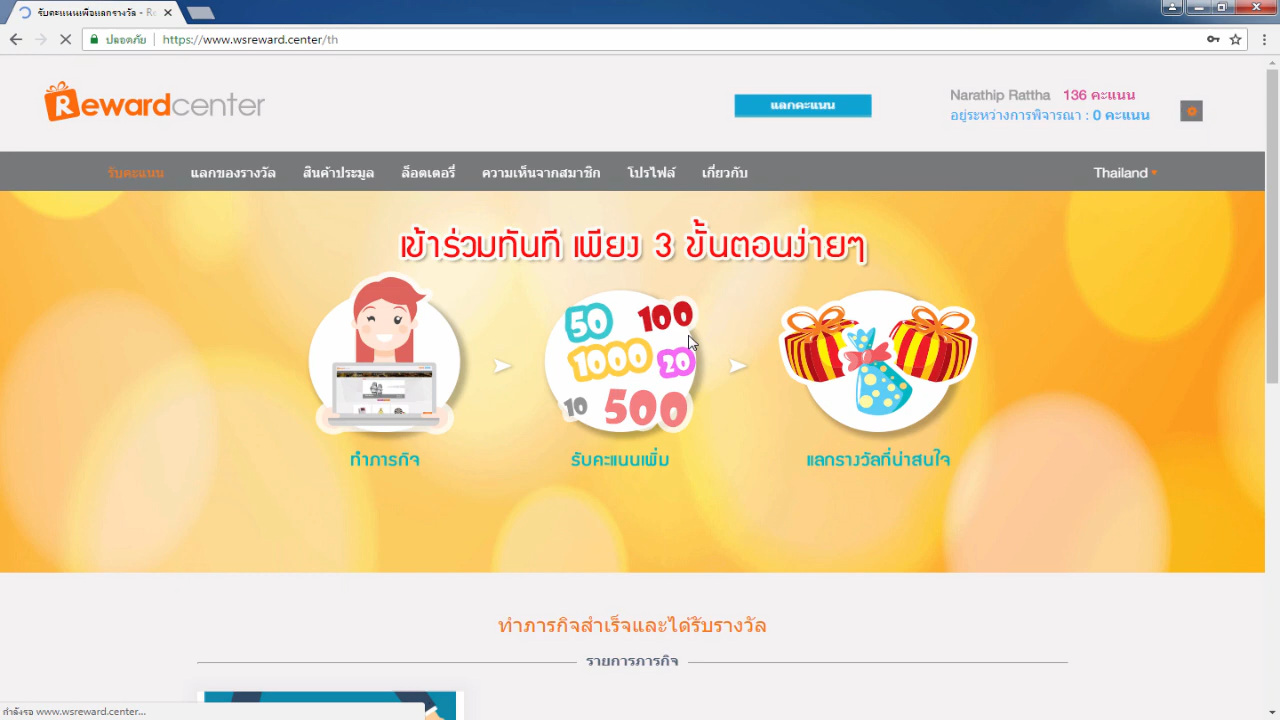 รับคะแนนเพื่อแลกรางวัล - Re
ปลอดภัย
https://www.wsreward.center/th
Rewardcenter
แลกคะแนน
Narathip Rattha 136 คะแนน
อยู่ระหว่างการพิจารณา : 0 คะแนน
รับคะแนน แลกของรางวัล สินค้าประมูล ล็อตเตอรี่ ความเห็นจากสมาชิก โปรไฟล์ เกี่ยวกับ Thailand
เข้าร่วมทันที เพียง 3 ขั้นตอนง่ายๆ
50 100
1000 20
10 500
ทำภารกิจ รับคะแนนเพิ่ม แลกรางวัลที่น่าสนใจ
ทำภารกิจสำเร็จและได้รับรางวัล
รายการภารกิจ
กำลังรอ www.wsreward.center...